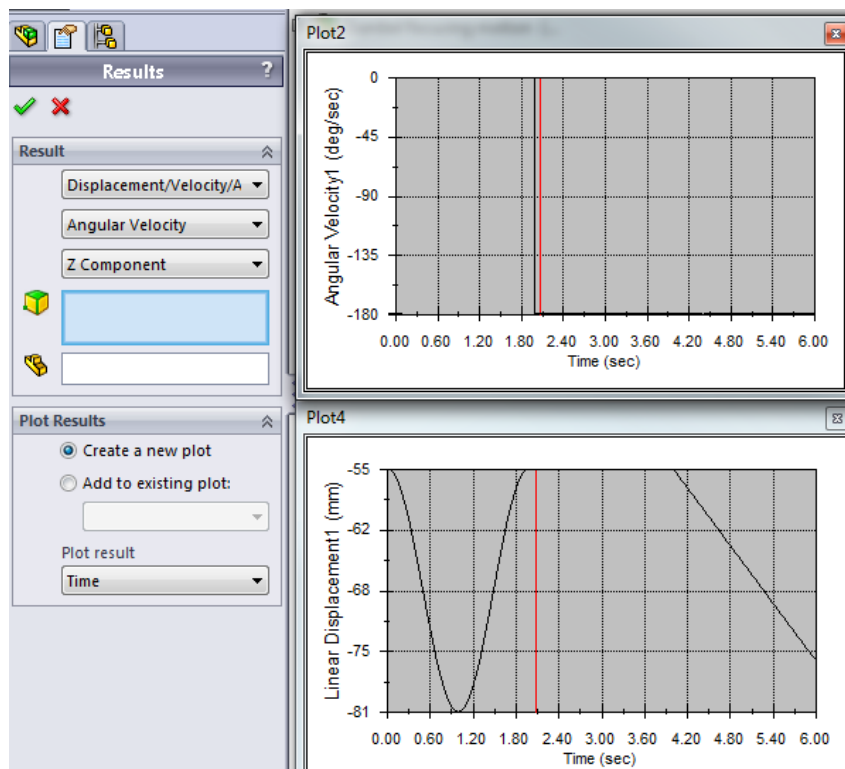 Results ?
Result
Displacement/Velocity/A
Angular Velocity
Z Component
Plot Results
Create a new plot
Add to existing plot:
Plot result
Time
Plot2
Angular Velocity1 (deg/sec)
0
-45
-90
-135
-180
0.00 0.60 1.20 1.80 2.40 3.00 3.60 4.20 4.80 5.40 6.00
Time (sec)
Plot4
Linear Displacement1 (mm)
-55
-62
-68
-75
-81
0.00 0.60 1.20 1.80 2.40 3.00 3.60 4.20 4.80 5.40 6.00
Time (sec)